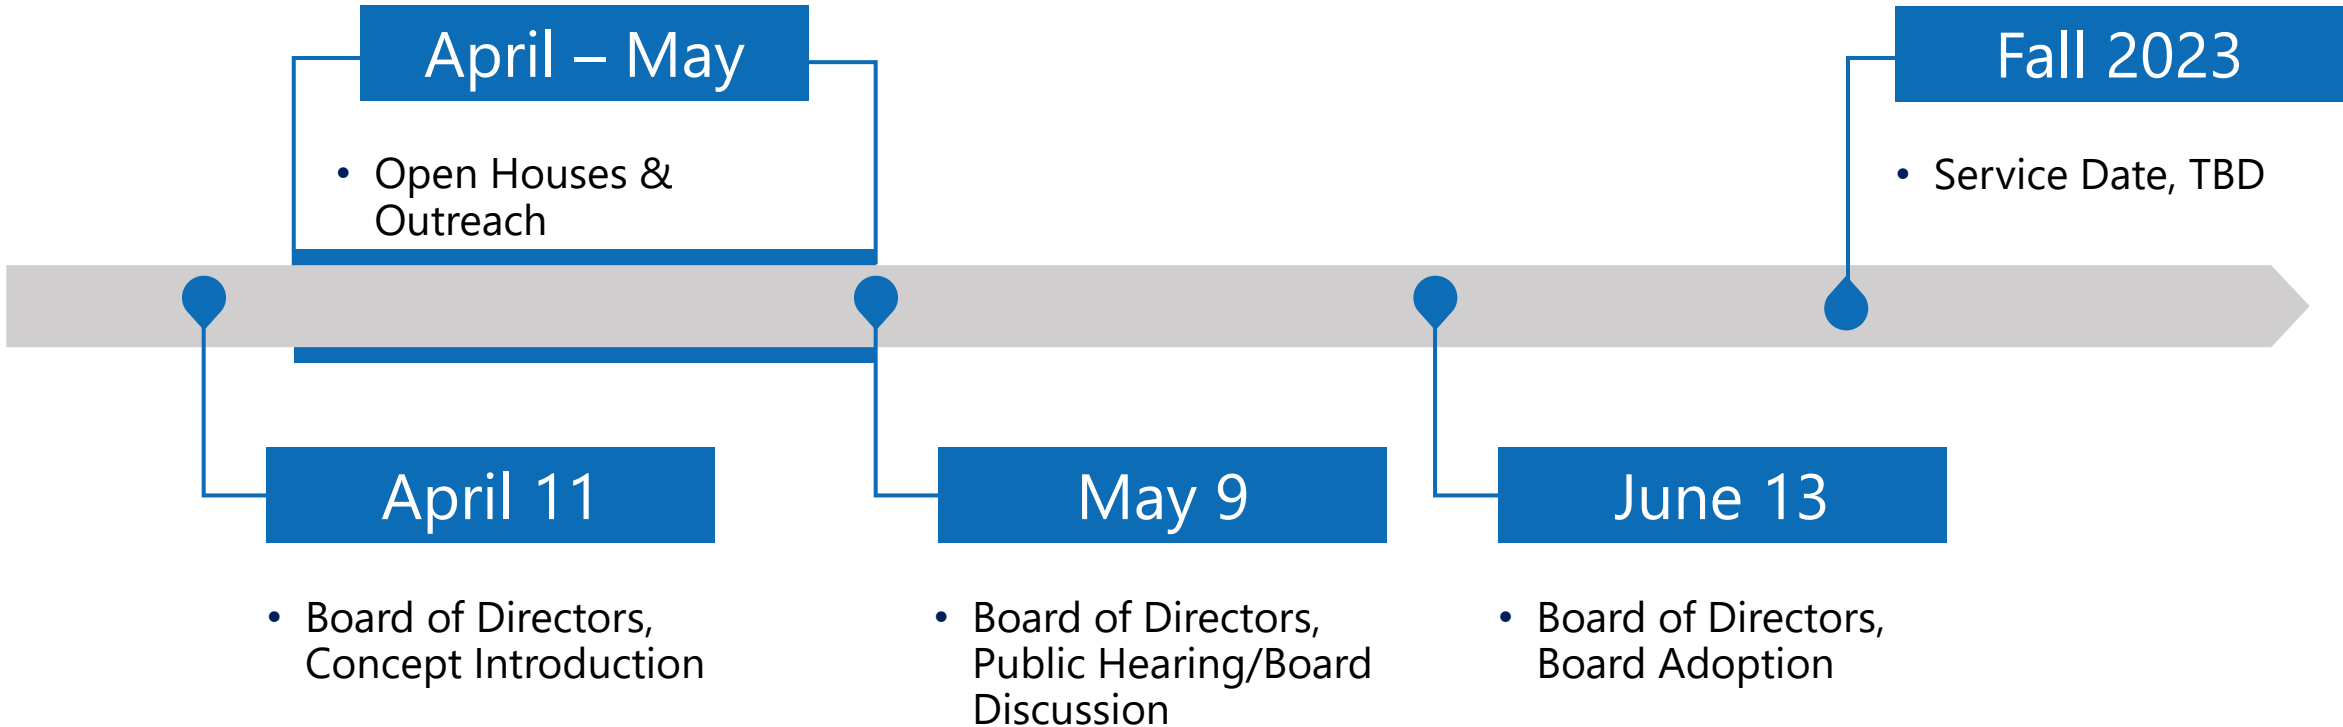 April – May
• Open Houses &
Outreach
Fall 2023
• Service Date, TBD
April 11
• Board of Directors,
Concept Introduction
May 9
• Board of Directors,
Public Hearing/Board
Discussion
June 13
• Board of Directors,
Board Adoption